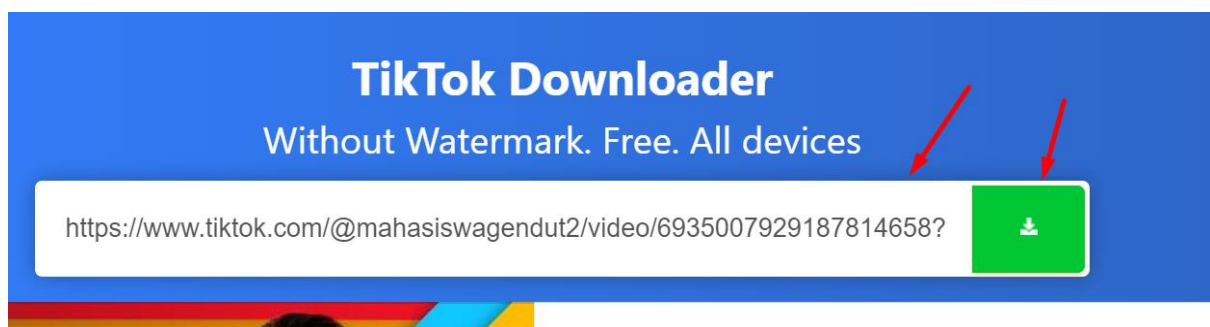 TikTok Downloader
Without Watermark. Free. All devices
https://www.tiktok.com/@mahasiswagendut2/video/6935007929187814658?